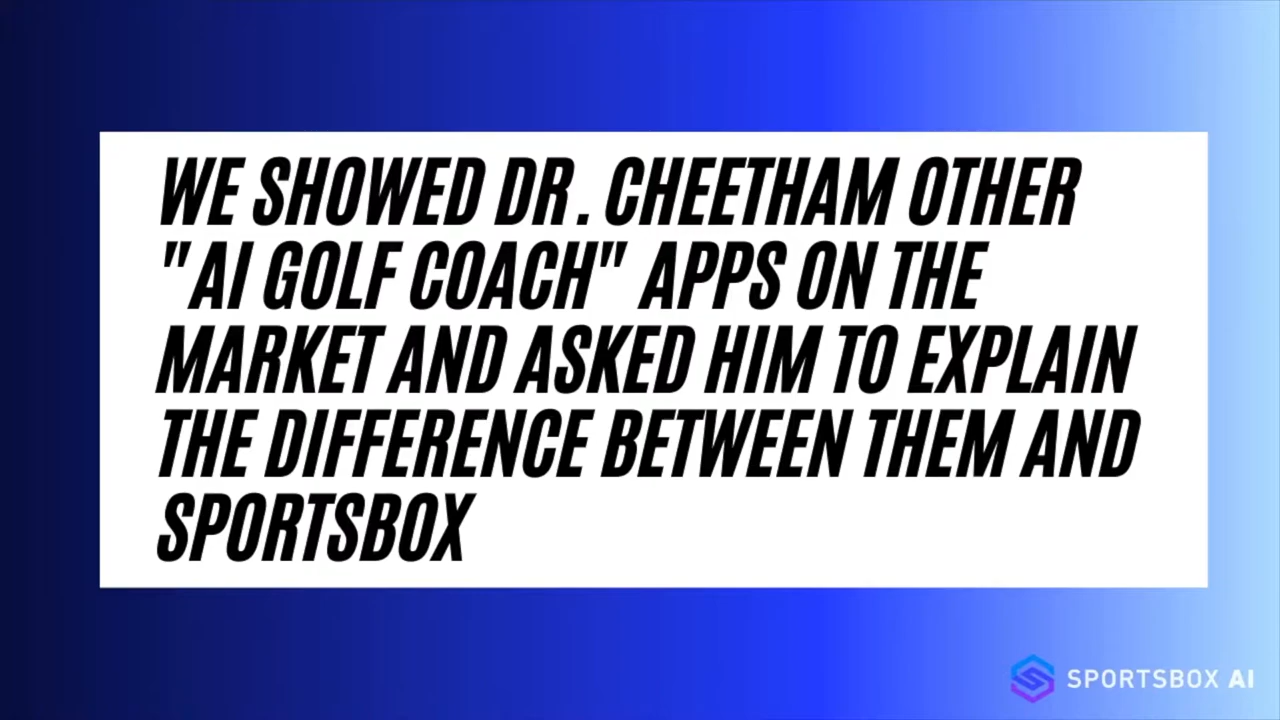 WE SHOWED DR. CHEETHAM OTHER
"AI GOLF COACH" APPS ON THE
MARKET AND ASKED HIM TO EXPLAIN
THE DIFFERENCE BETWEEN THEM AND
SPORTSBOX
SPORTSBOX AI